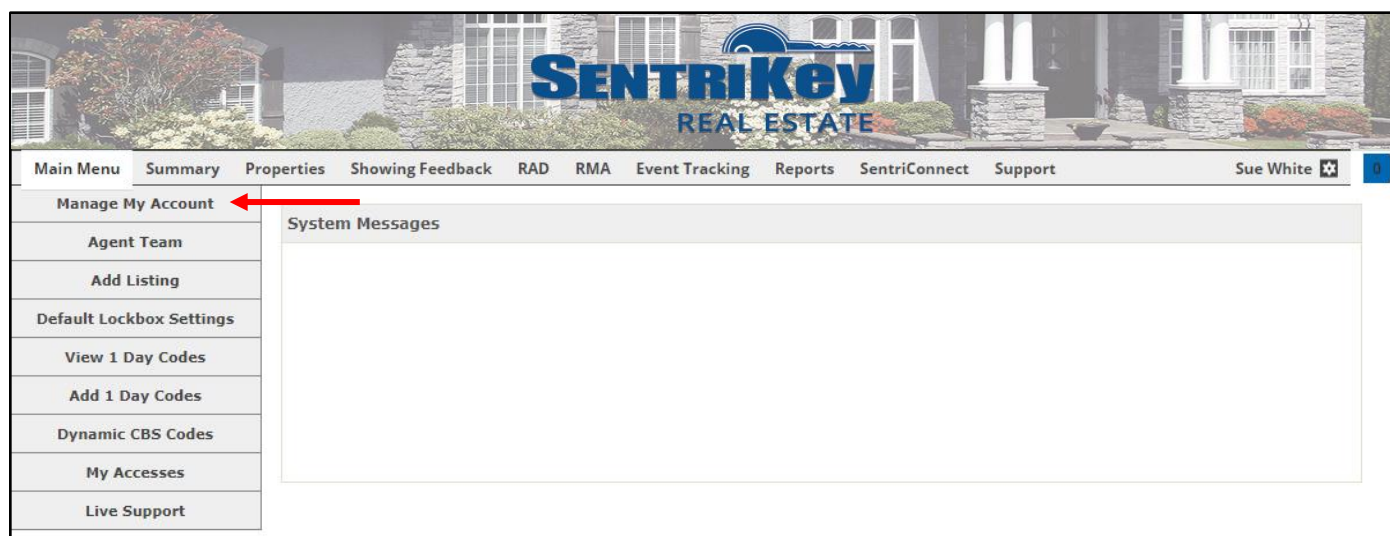 SENTRIKey
REAL ESTATE
Main Menu Summary Properties Showing Feedback RAD RMA Event Tracking Reports SentriConnect Support Sue White 0
Manage My Account
System Messages
Agent Team
Add Listing
Default Lockbox Settings
View 1 Day Codes
Add 1 Day Codes
Dynamic CBS Codes
My Accesses
Live Support